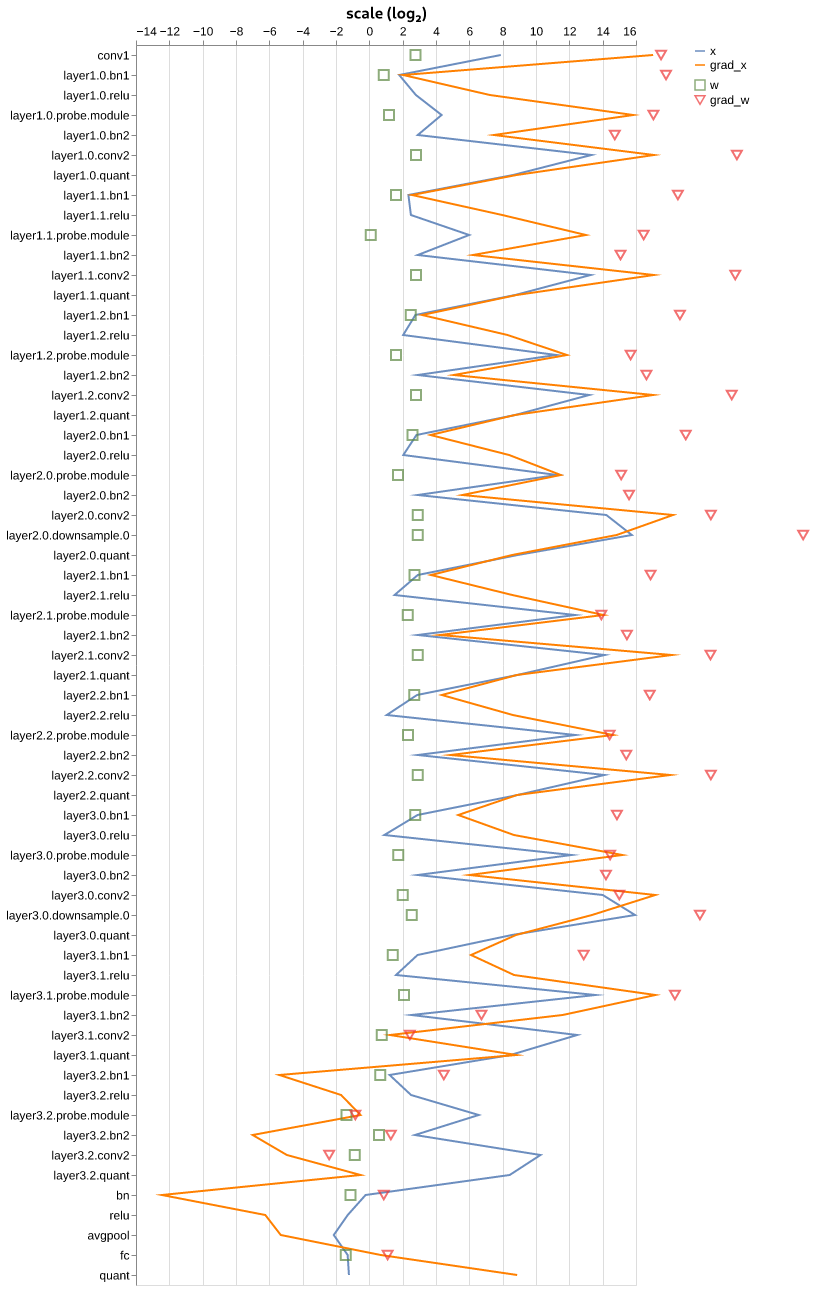 scale (log₂)
−14 −12 −10 −8 −6 −4 −2 0 2 4 6 8 10 12 14 16
x
grad_x
w
grad_w
conv1
layer1.0.bn1
layer1.0.relu
layer1.0.probe.module
layer1.0.bn2
layer1.0.conv2
layer1.0.quant
layer1.1.bn1
layer1.1.relu
layer1.1.probe.module
layer1.1.bn2
layer1.1.conv2
layer1.1.quant
layer1.2.bn1
layer1.2.relu
layer1.2.probe.module
layer1.2.bn2
layer1.2.conv2
layer1.2.quant
layer2.0.bn1
layer2.0.relu
layer2.0.probe.module
layer2.0.bn2
layer2.0.conv2
layer2.0.downsample.0
layer2.0.quant
layer2.1.bn1
layer2.1.relu
layer2.1.probe.module
layer2.1.bn2
layer2.1.conv2
layer2.1.quant
layer2.2.bn1
layer2.2.relu
layer2.2.probe.module
layer2.2.bn2
layer2.2.conv2
layer2.2.quant
layer3.0.bn1
layer3.0.relu
layer3.0.probe.module
layer3.0.bn2
layer3.0.conv2
layer3.0.downsample.0
layer3.0.quant
layer3.1.bn1
layer3.1.relu
layer3.1.probe.module
layer3.1.bn2
layer3.1.conv2
layer3.1.quant
layer3.2.bn1
layer3.2.relu
layer3.2.probe.module
layer3.2.bn2
layer3.2.conv2
layer3.2.quant
bn
relu
avgpool
fc
quant